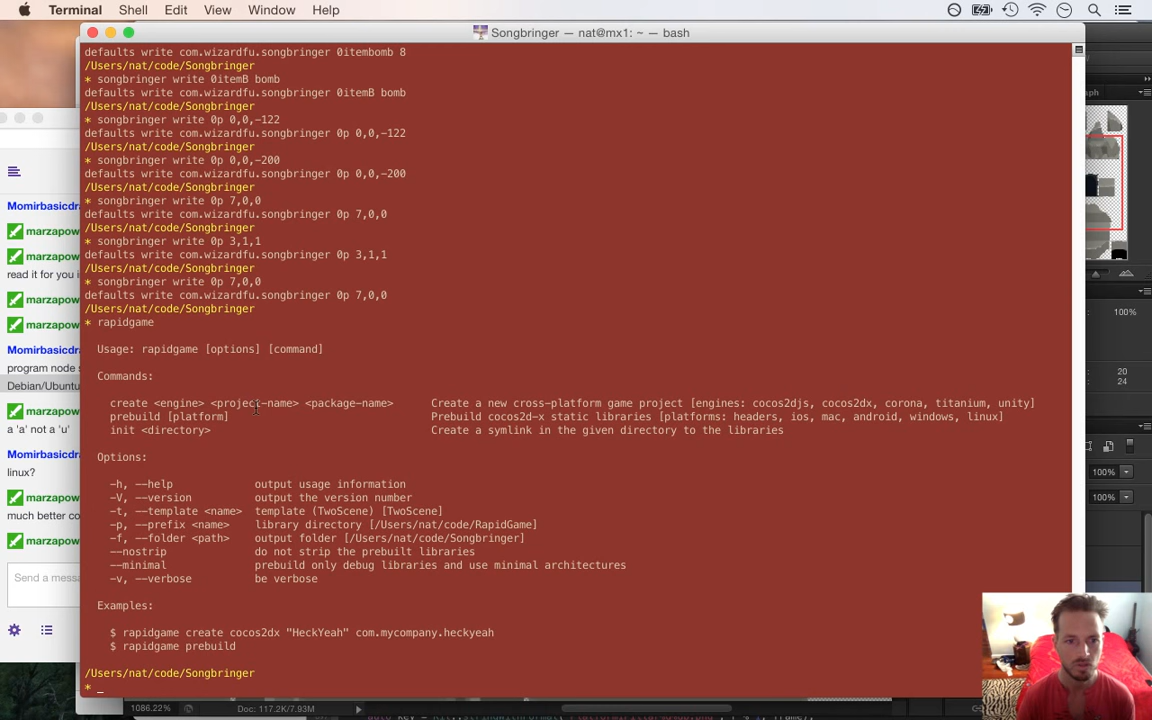 Terminal Shell Edit View Window Help
Songbringer — nat@mx1: ~ — bash
defaults write com.wizardfu.songbringer 0itembomb 8
/Users/nat/code/Songbringer
* songbringer write 0itemB bomb
defaults write com.wizardfu.songbringer 0itemB bomb
/Users/nat/code/Songbringer
* songbringer write 0p 0,0,-122
defaults write com.wizardfu.songbringer 0p 0,0,-122
/Users/nat/code/Songbringer
* songbringer write 0p 0,0,-200
defaults write com.wizardfu.songbringer 0p 0,0,-200
/Users/nat/code/Songbringer
* songbringer write 0p 7,0,0
defaults write com.wizardfu.songbringer 0p 7,0,0
/Users/nat/code/Songbringer
* songbringer write 0p 3,1,1
defaults write com.wizardfu.songbringer 0p 3,1,1
/Users/nat/code/Songbringer
* songbringer write 0p 7,0,0
defaults write com.wizardfu.songbringer 0p 7,0,0
/Users/nat/code/Songbringer
* rapidgame
Usage: rapidgame [options] [command]
Commands:
create <engine> <project-name> <package-name> Create a new cross-platform game project [engines: cocos2djs, cocos2dx, corona, titanium, unity]
prebuild [platform] Prebuild cocos2d-x static libraries [platforms: headers, ios, mac, android, windows, linux]
init <directory> Create a symlink in the given directory to the libraries
Options:
-h, --help output usage information
-V, --version output the version number
-t, --template <name> template (TwoScene) [TwoScene]
-p, --prefix <name> library directory [/Users/nat/code/RapidGame]
-f, --folder <path> output folder [/Users/nat/code/Songbringer]
--nostrip do not strip the prebuilt libraries
--minimal prebuild only debug libraries and use minimal architectures
-v, --verbose be verbose
Examples:
$ rapidgame create cocos2dx "HeckYeah" com.mycompany.heckyeah
$ rapidgame prebuild
/Users/nat/code/Songbringer
* _
Momirbasicdra
marzapow
marzapow
read it for you i
marzapow
marzapow
Momirbasicdra
program node s
Debian/Ubuntu
marzapow
a 'a' not a 'u'
Momirbasicdra
linux?
marzapow
much better co
marzapow
Send a messa
aph
100%
20
24
100%
100%
1086.22% Doc: 117.2K/7.93M